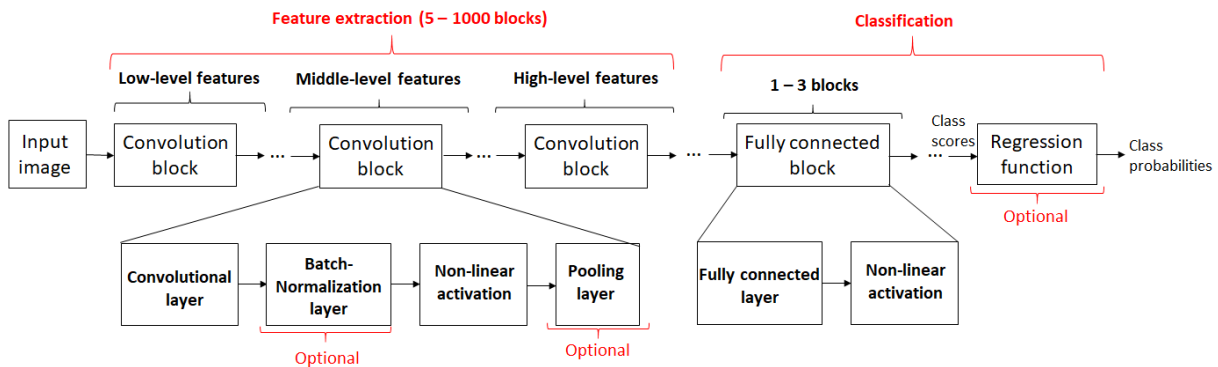 Feature extraction (5 – 1000 blocks)
Classification
Low-level features
Middle-level features
High-level features
1 – 3 blocks
Input
image
Convolution
block
...
Convolution
block
...
Convolution
block
...
Fully connected
block
Class
scores
...
Regression
function
Class
probabilities
Optional
Convolutional
layer
Batch-
Normalization
layer
Non-linear
activation
Pooling
layer
Fully connected
layer
Non-linear
activation
Optional
Optional